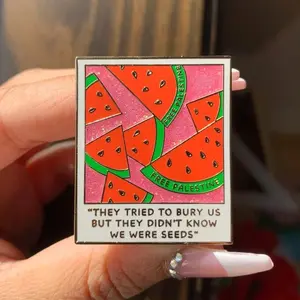 FREE PALESTINE
FREE PALESTINE
"THEY TRIED TO BURY US
BUT THEY DIDN'T KNOW
WE WERE SEEDS"